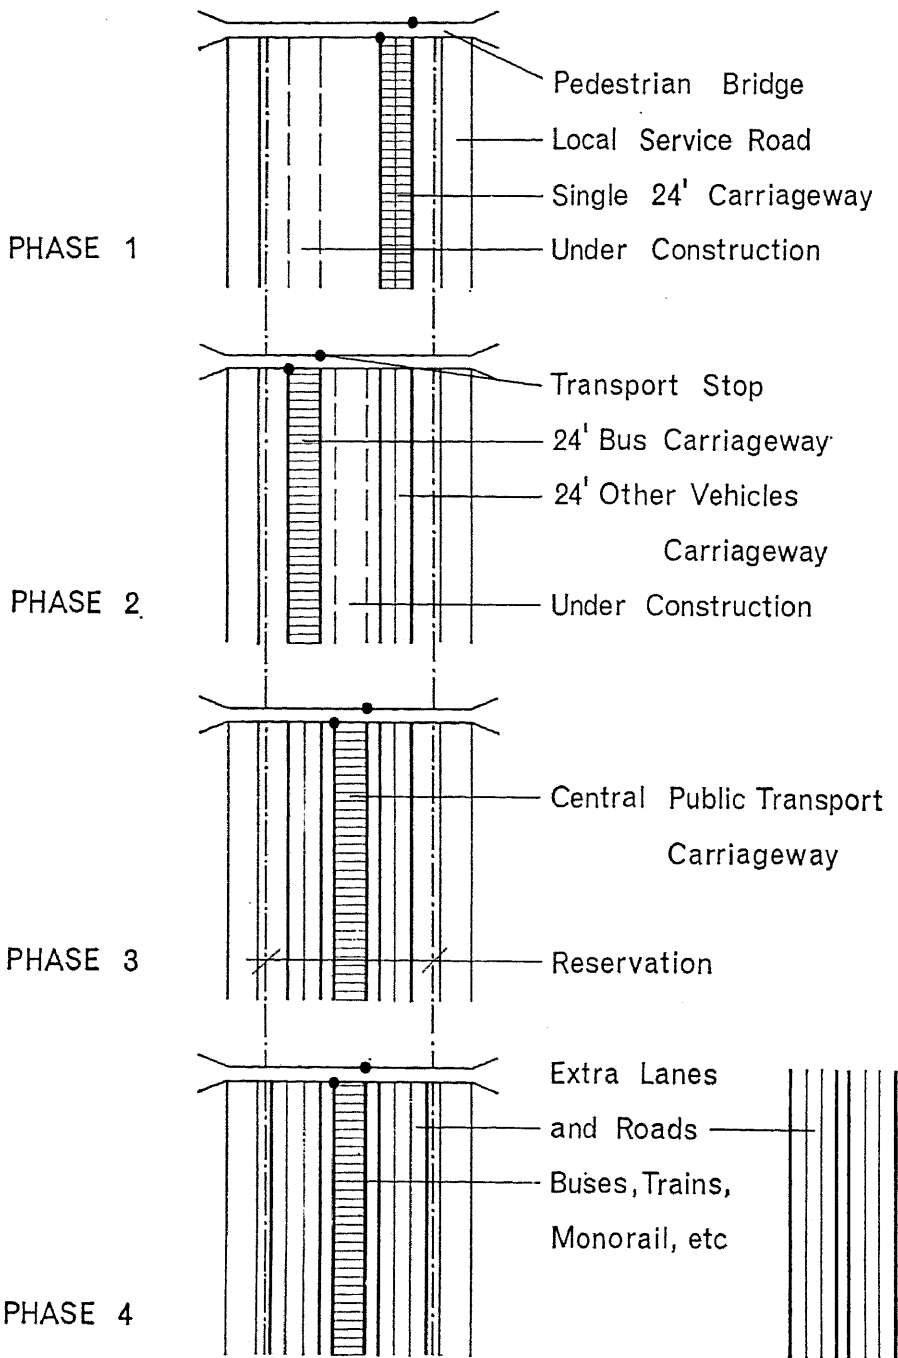 Pedestrian Bridge
Local Service Road
Single 24' Carriageway
PHASE 1
Under Construction
Transport Stop
24' Bus Carriageway
24' Other Vehicles
Carriageway
PHASE 2
Under Construction
Central Public Transport
Carriageway
PHASE 3
Reservation
Extra Lanes
and Roads
Buses, Trains,
Monorail, etc
PHASE 4